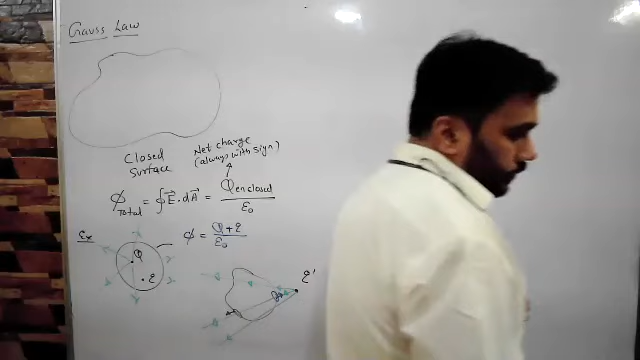 Gauss Law
Closed
Surface
Net charge
(always with sign)
ϕTotal = ∮E⃗.dA⃗ = Qenclosed / ε₀
Ex
ϕ = Q + q / ε₀
Q
q
q'